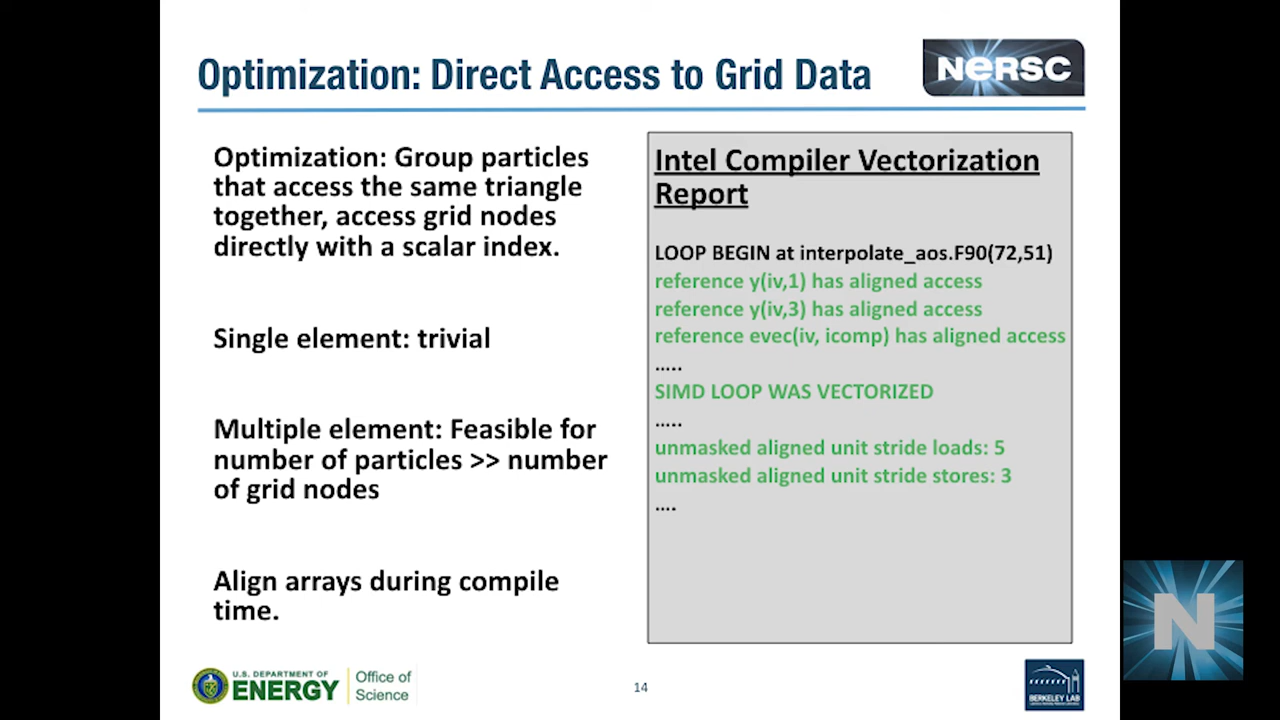 Optimization: Direct Access to Grid Data
NERSC
Optimization: Group particles
that access the same triangle
together, access grid nodes
directly with a scalar index.
Single element: trivial
Multiple element: Feasible for
number of particles >> number
of grid nodes
Align arrays during compile
time.
Intel Compiler Vectorization
Report
LOOP BEGIN at interpolate_aos.F90(72,51)
reference y(iv,1) has aligned access
reference y(iv,3) has aligned access
reference evec(iv, icomp) has aligned access
…..
SIMD LOOP WAS VECTORIZED
…..
unmasked aligned unit stride loads: 5
unmasked aligned unit stride stores: 3
….
U.S. DEPARTMENT OF
ENERGY
Office of
Science
14
BERKELEY LAB
N